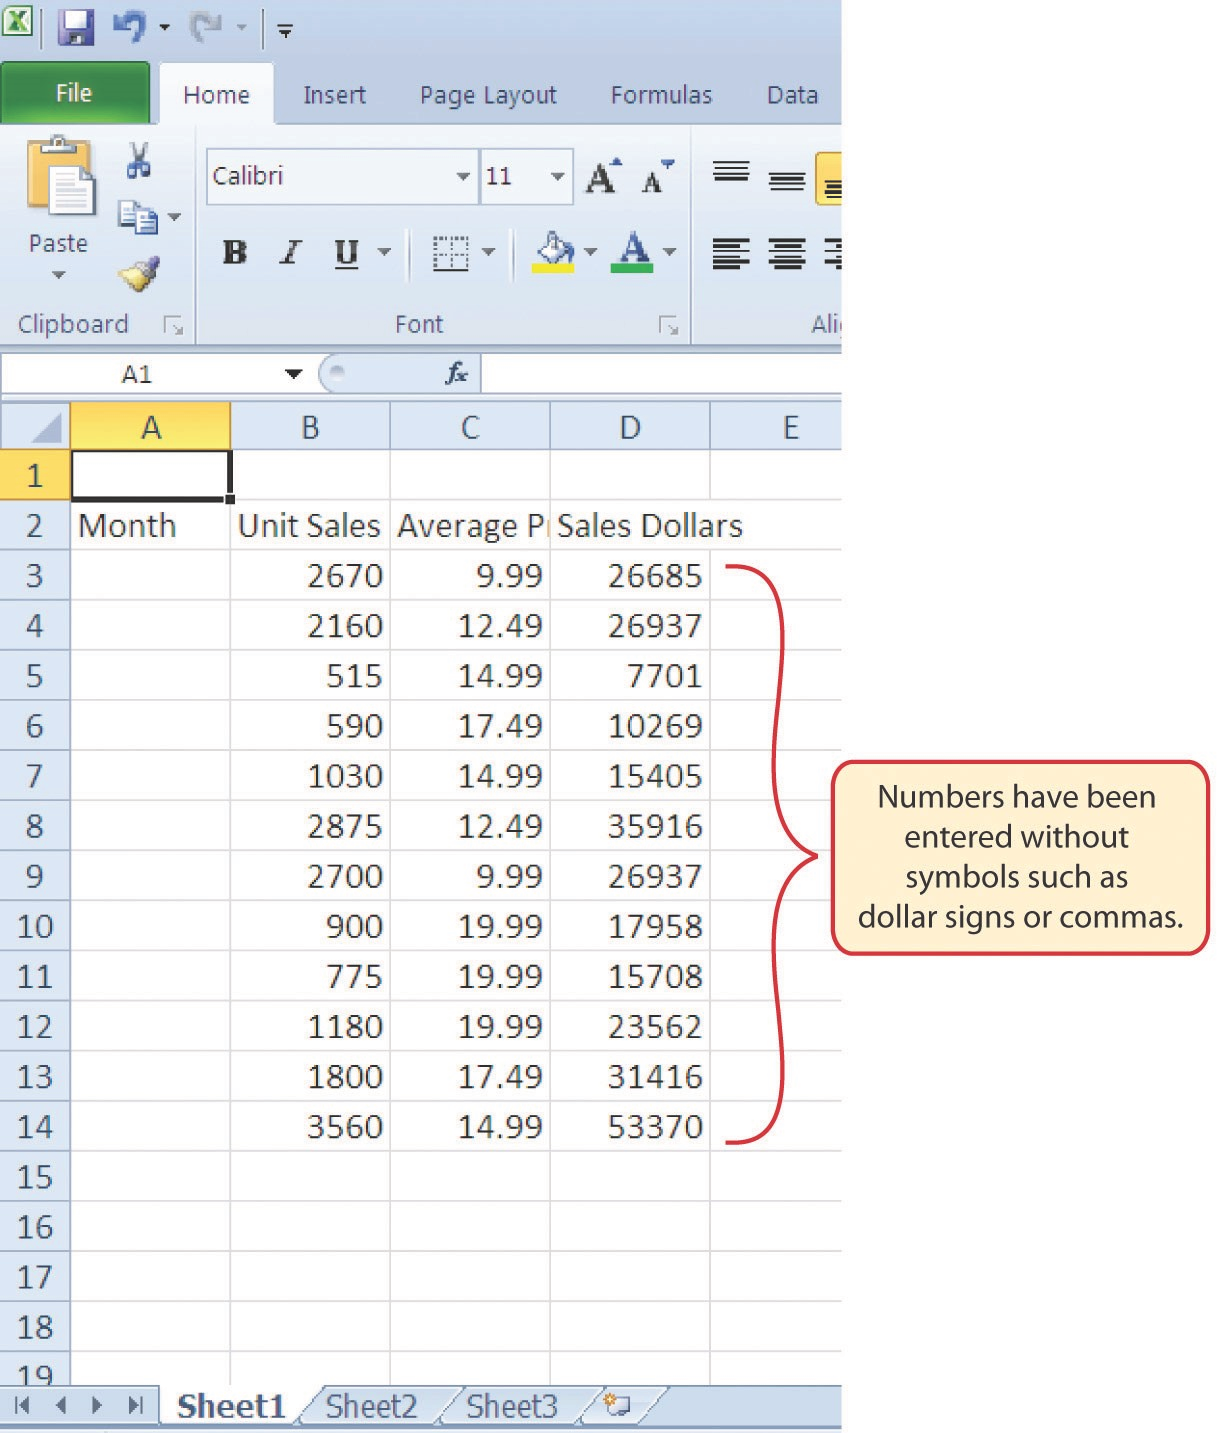 File Home Insert Page Layout Formulas Data
Calibri 11
Paste
B I U A
Clipboard Font
A1 fx
A B C D E
1
2 Month Unit Sales Average P Sales Dollars
3 2670 9.99 26685
4 2160 12.49 26937
5 515 14.99 7701
6 590 17.49 10269
7 1030 14.99 15405
8 2875 12.49 35916
9 2700 9.99 26937
10 900 19.99 17958
11 775 19.99 15708
12 1180 19.99 23562
13 1800 17.49 31416
14 3560 14.99 53370
15
16
17
18
19
Numbers have been
entered without
symbols such as
dollar signs or commas.
Sheet1 Sheet2 Sheet3